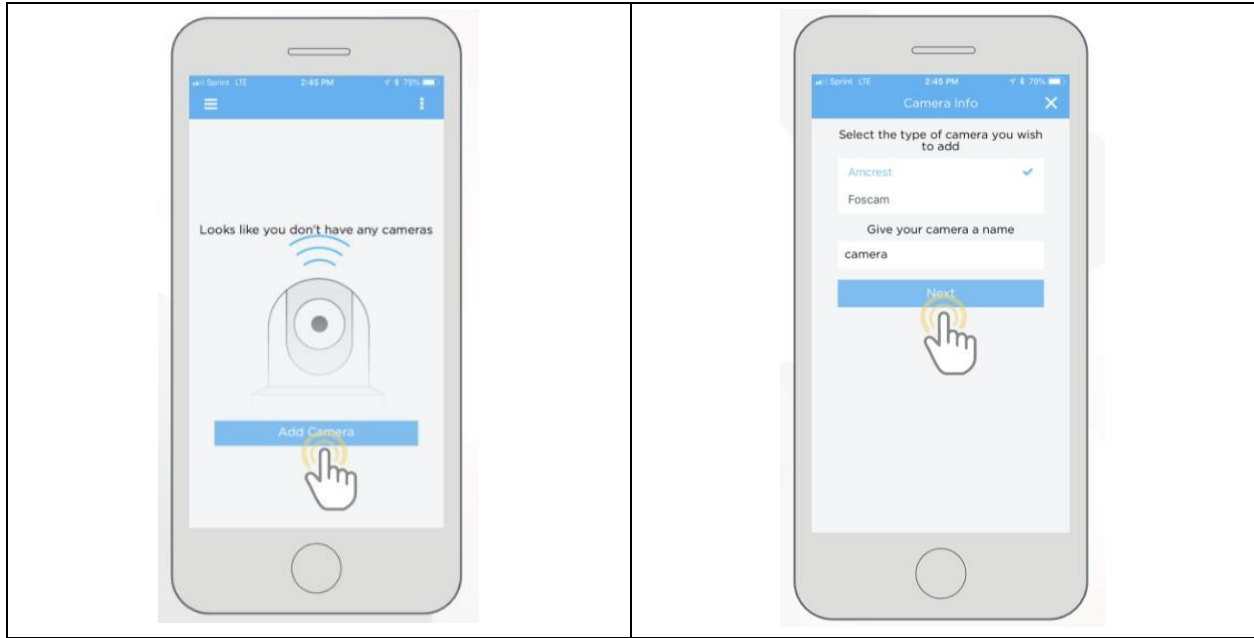 Sprint LTE 2:45 PM 79%
Looks like you don't have any cameras
Add Camera
Sprint LTE 2:45 PM 79%
Camera Info
Select the type of camera you wish
to add
Amcrest
Foscam
Give your camera a name
camera
Next